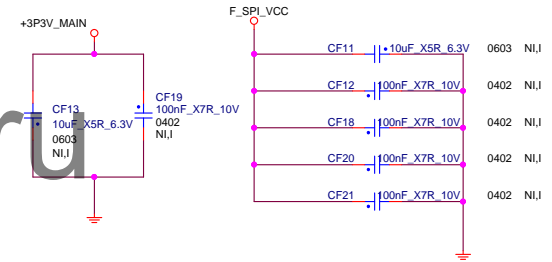 +3P3V_MAIN
CF13
10uF_X5R_6.3V
0603
NI,I
CF19
100nF_X7R_10V
0402
NI,I
F_SPI_VCC
CF11 10uF_X5R_6.3V 0603 NI,I
CF12 100nF_X7R_10V 0402 NI,I
CF18 100nF_X7R_10V 0402 NI,I
CF20 100nF_X7R_10V 0402 NI,I
CF21 100nF_X7R_10V 0402 NI,I